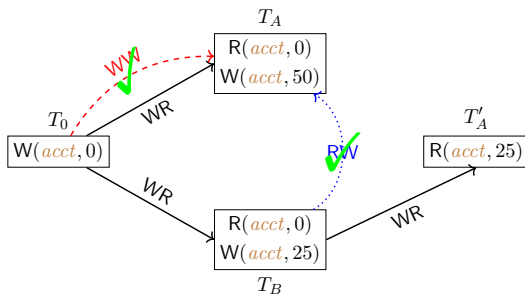 T_A
R(acct, 0)
W(acct, 50)
WW
WR
T_0
W(acct, 0)
T'_A
R(acct, 25)
RW
WR
R(acct, 0)
W(acct, 25)
WR
T_B